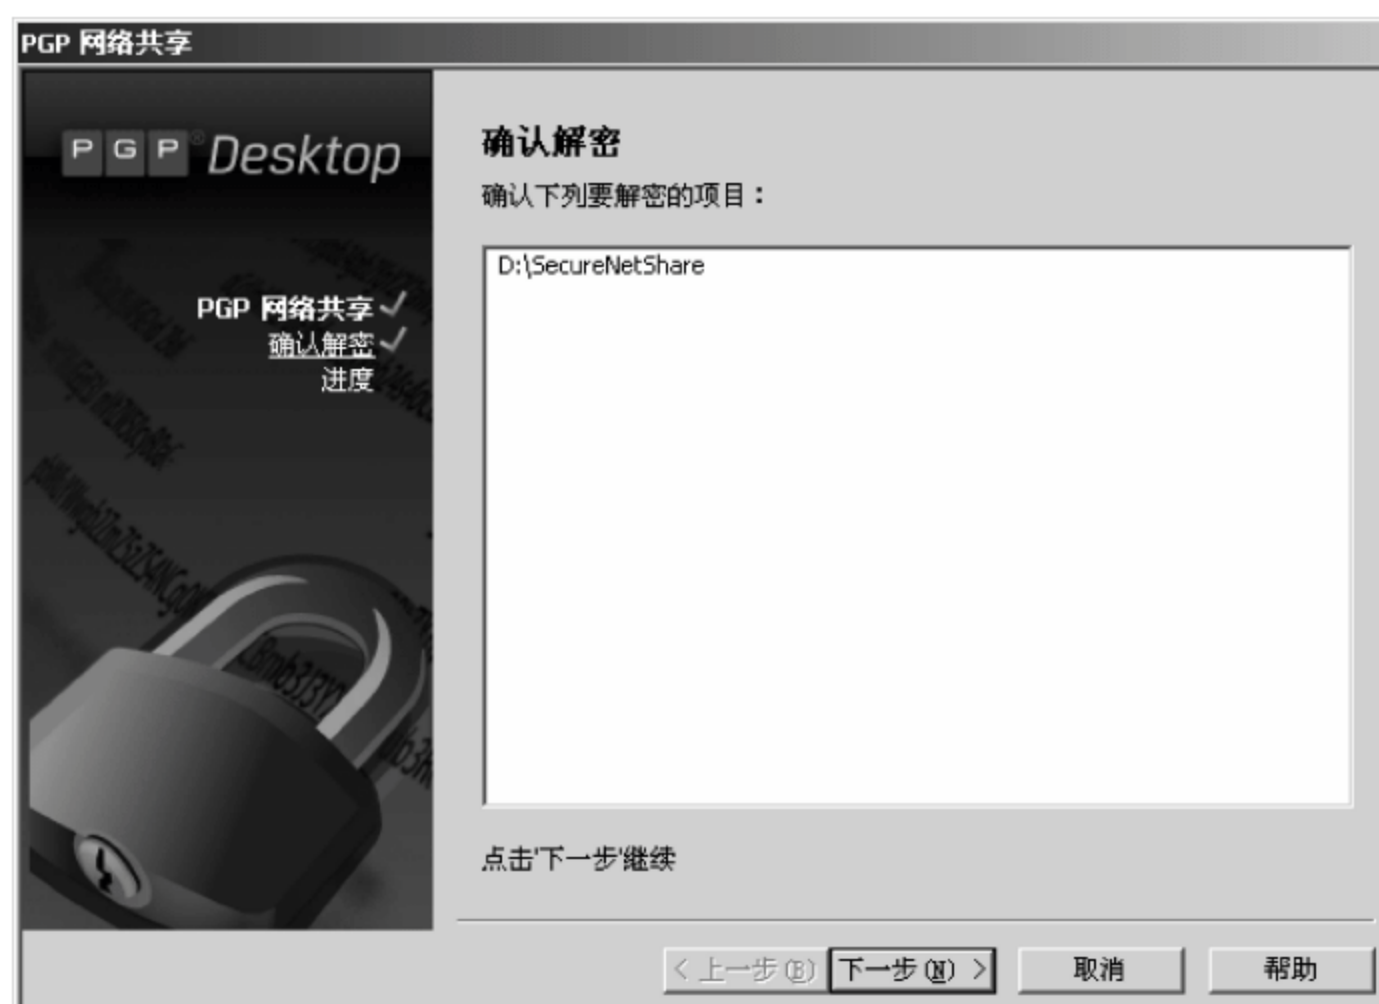 PGP 网络共享
PGP® Desktop
PGP 网络共享
确认解密
进度
确认解密
确认下列要解密的项目：
D:\SecureNetShare
点击'下一步'继续
< 上一步(B)
下一步(N) >
取消
帮助